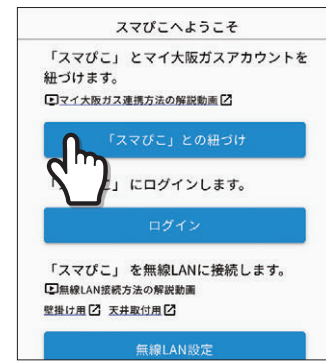 スマぴこへようこそ
「スマぴこ」とマイ大阪ガスアカウントを
紐づけます。
マイ大阪ガス連携方法の解説動画
「スマぴこ」との紐づけ
「 こ」にログインします。
ログイン
「スマぴこ」を無線LANに接続します。
無線LAN接続方法の解説動画
壁掛け用 天井取付用
無線LAN設定